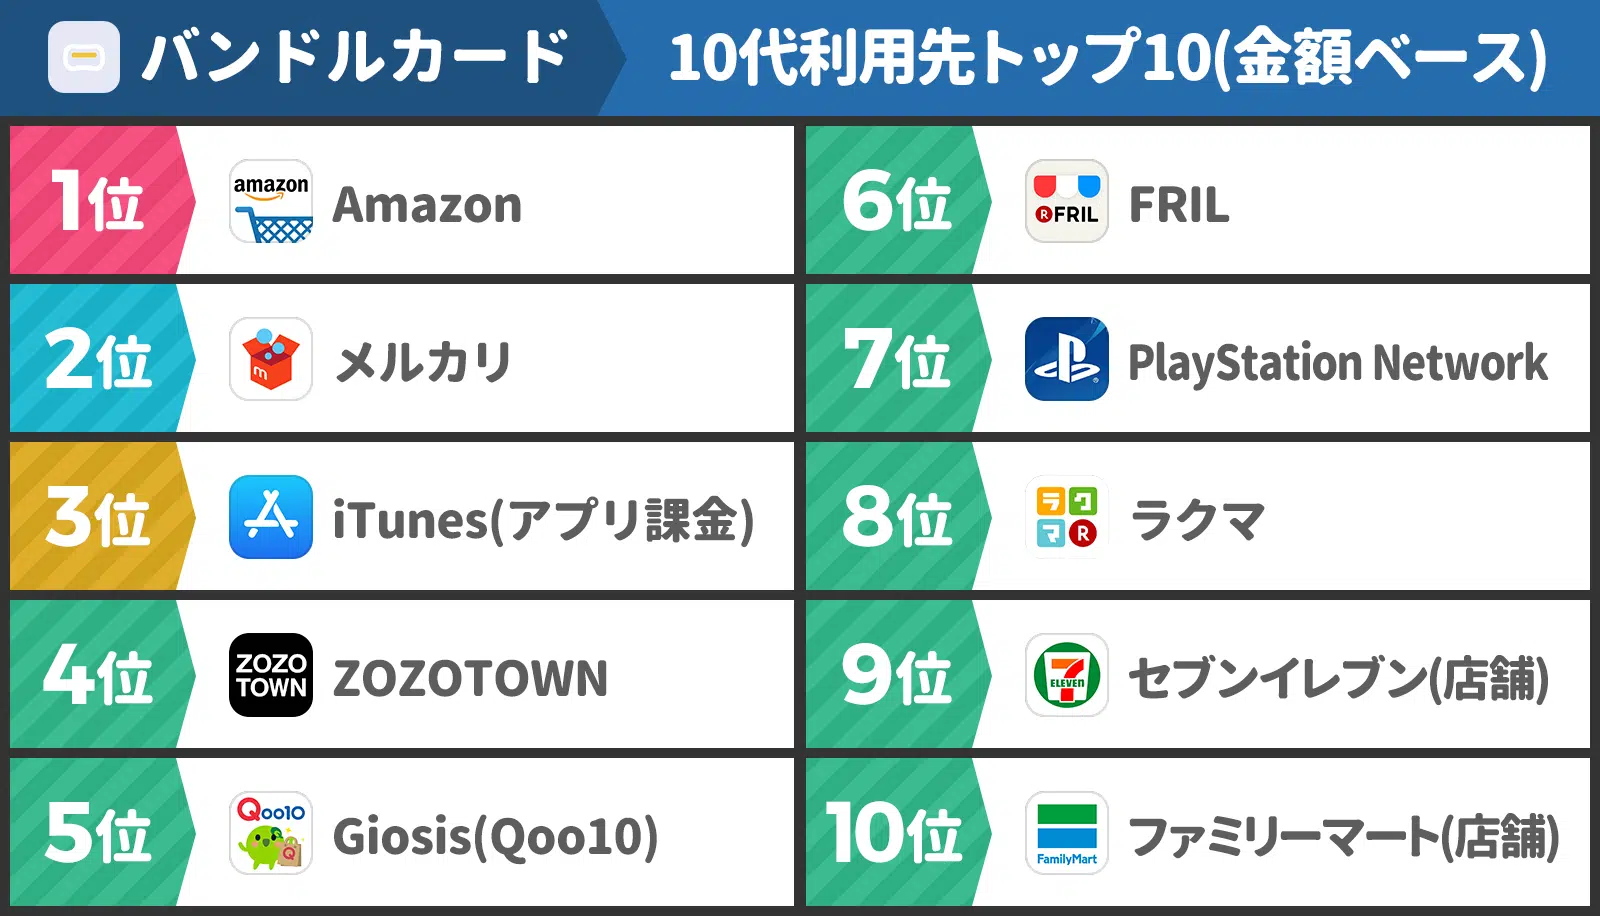 バンドルカード
10代利用先トップ10(金額ベース)
1位
amazon
Amazon
2位
m
メルカリ
3位
iTunes(アプリ課金)
4位
ZOZO
TOWN
ZOZOTOWN
5位
Qoo10
Q
Giosis(Qoo10)
6位
R FRIL
FRIL
7位
PlayStation Network
8位
ラク
マR
ラクマ
9位
7
ELEVEN
セブンイレブン(店舗)
10位
FamilyMart
ファミリーマート(店舗)